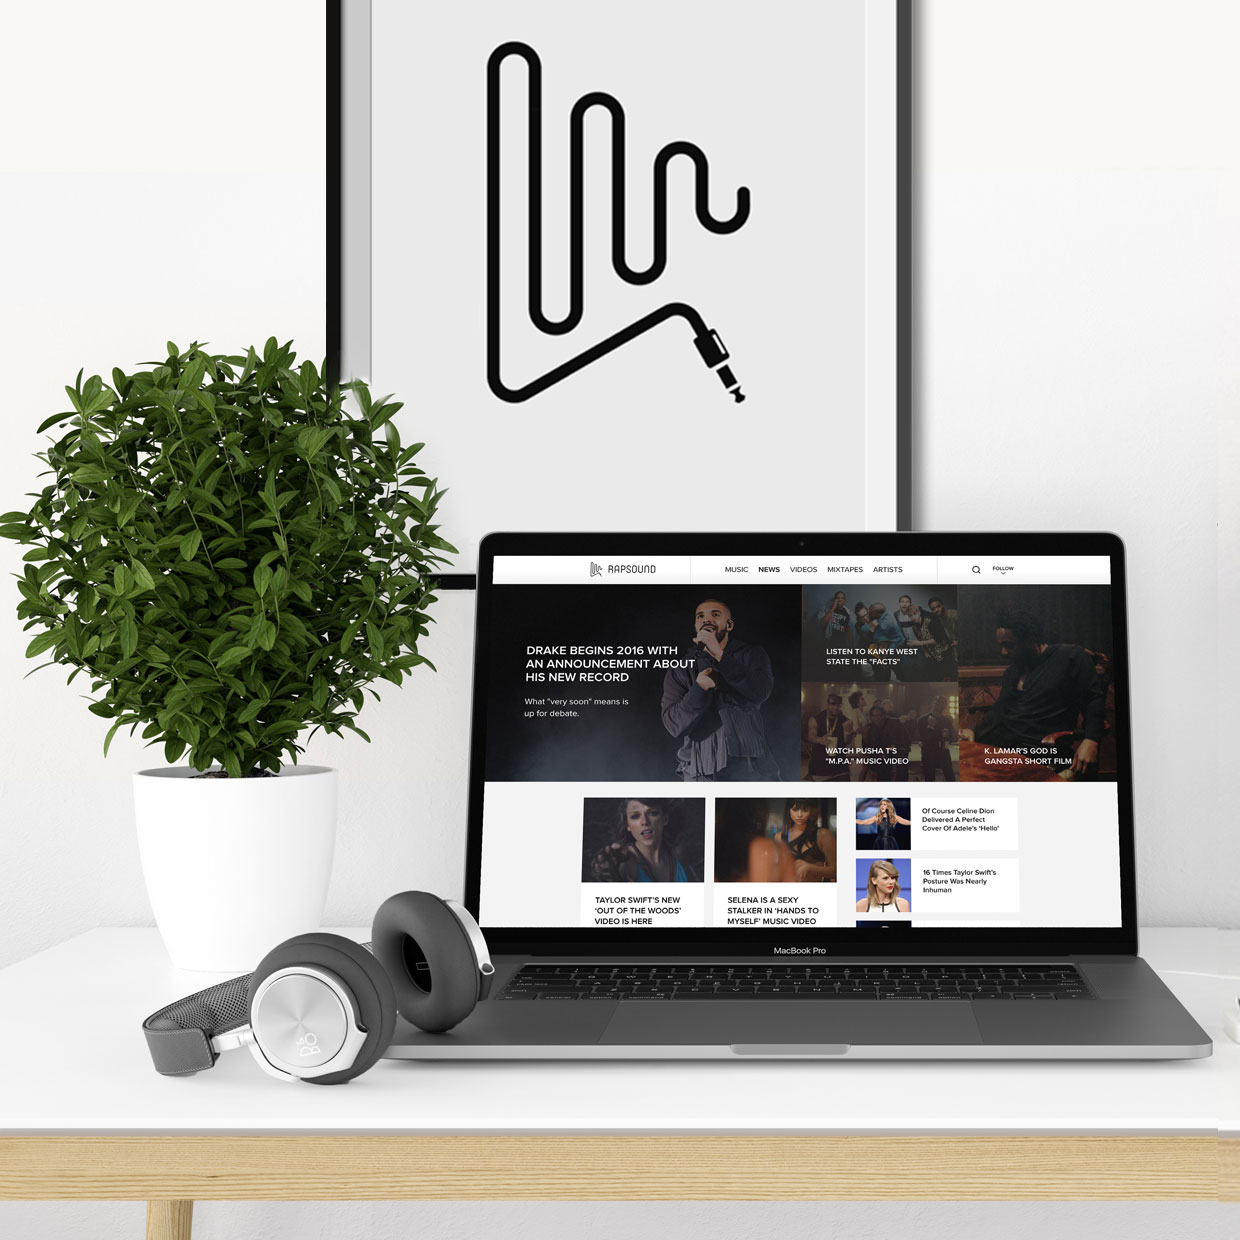 RAPSOUND
MUSIC NEWS VIDEOS MIXTAPES ARTISTS
FOLLOW
DRAKE BEGINS 2016 WITH
AN ANNOUNCEMENT ABOUT
HIS NEW RECORD
What "very soon" means is
up for debate.
LISTEN TO KANYE WEST
STATE THE "FACTS"
WATCH PUSHA T'S
"M.P.A." MUSIC VIDEO
K. LAMAR'S GOD IS
GANGSTA SHORT FILM
TAYLOR SWIFT'S NEW
'OUT OF THE WOODS'
VIDEO IS HERE
SELENA IS A SEXY
STALKER IN 'HANDS TO
MYSELF' MUSIC VIDEO
Of Course Celine Dion
Delivered A Perfect
Cover Of Adele's 'Hello'
16 Times Taylor Swift's
Posture Was Nearly
Inhuman
MacBook Pro